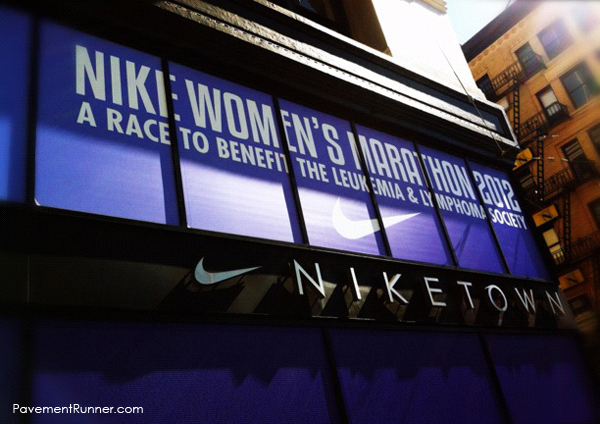 NIKE WOMEN'S MARATHON 2012
A RACE TO BENEFIT THE LEUKEMIA & LYMPHOMA SOCIETY
NIKETOWN
PavementRunner.com